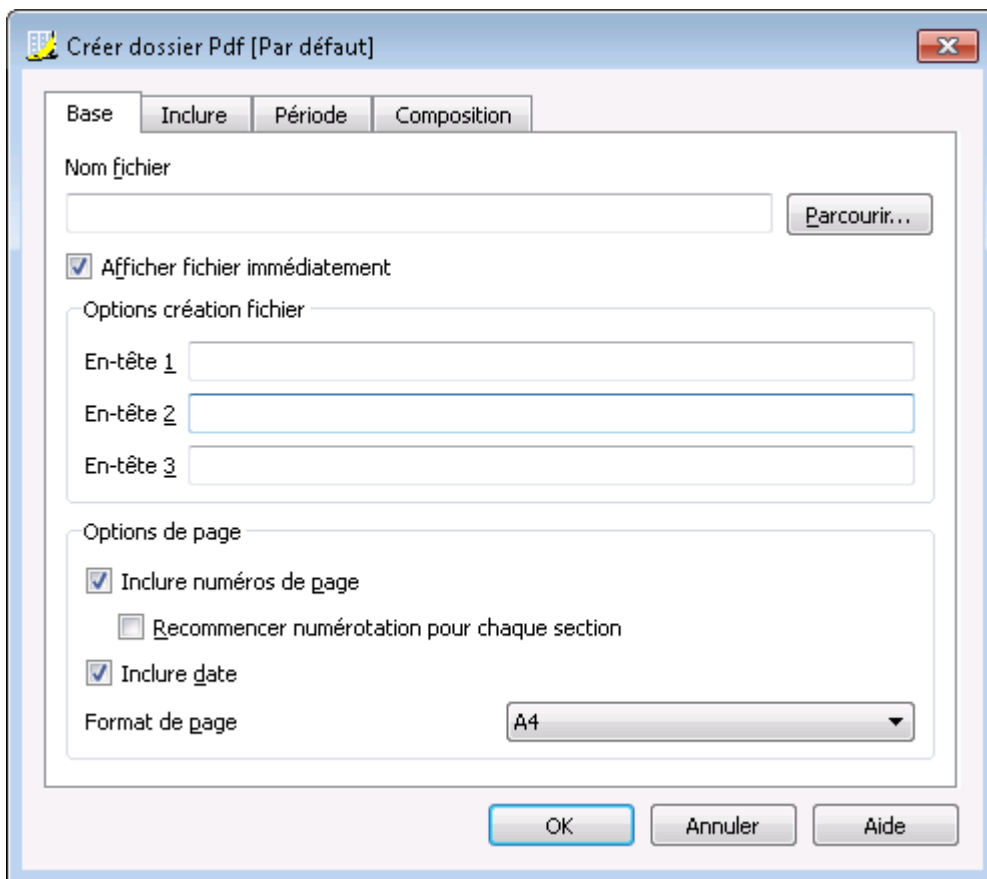 Créer dossier Pdf [Par défaut]
Base Inclure Période Composition
Nom fichier
Parcourir...
Afficher fichier immédiatement
Options création fichier
En-tête 1
En-tête 2
En-tête 3
Options de page
Inclure numéros de page
Recommencer numérotation pour chaque section
Inclure date
Format de page A4
OK Annuler Aide